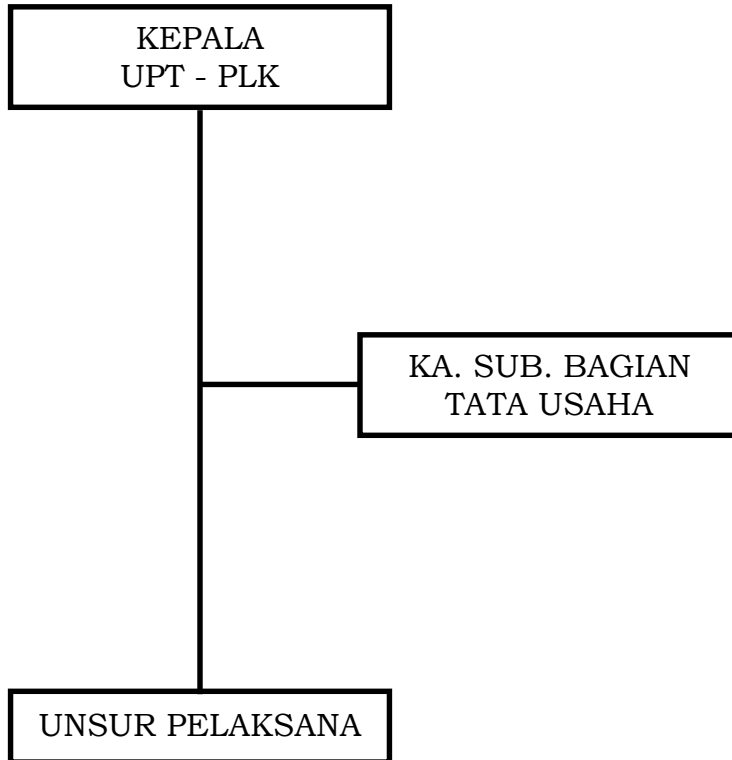 KEPALA
UPT - PLK
KA. SUB. BAGIAN
TATA USAHA
UNSUR PELAKSANA